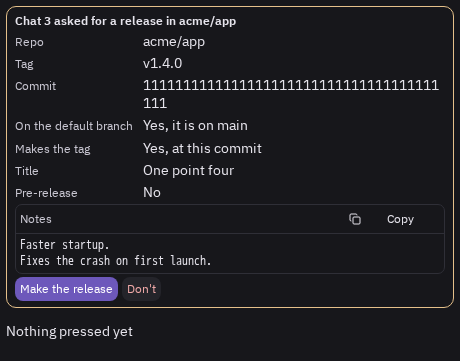 Chat 3 asked for a release in acme/app
Repo acme/app
Tag v1.4.0
Commit 1111111111111111111111111111111111111
111
On the default branch Yes, it is on main
Makes the tag Yes, at this commit
Title One point four
Pre-release No
Notes Copy
Faster startup.
Fixes the crash on first launch.
Make the release Don't
Nothing pressed yet